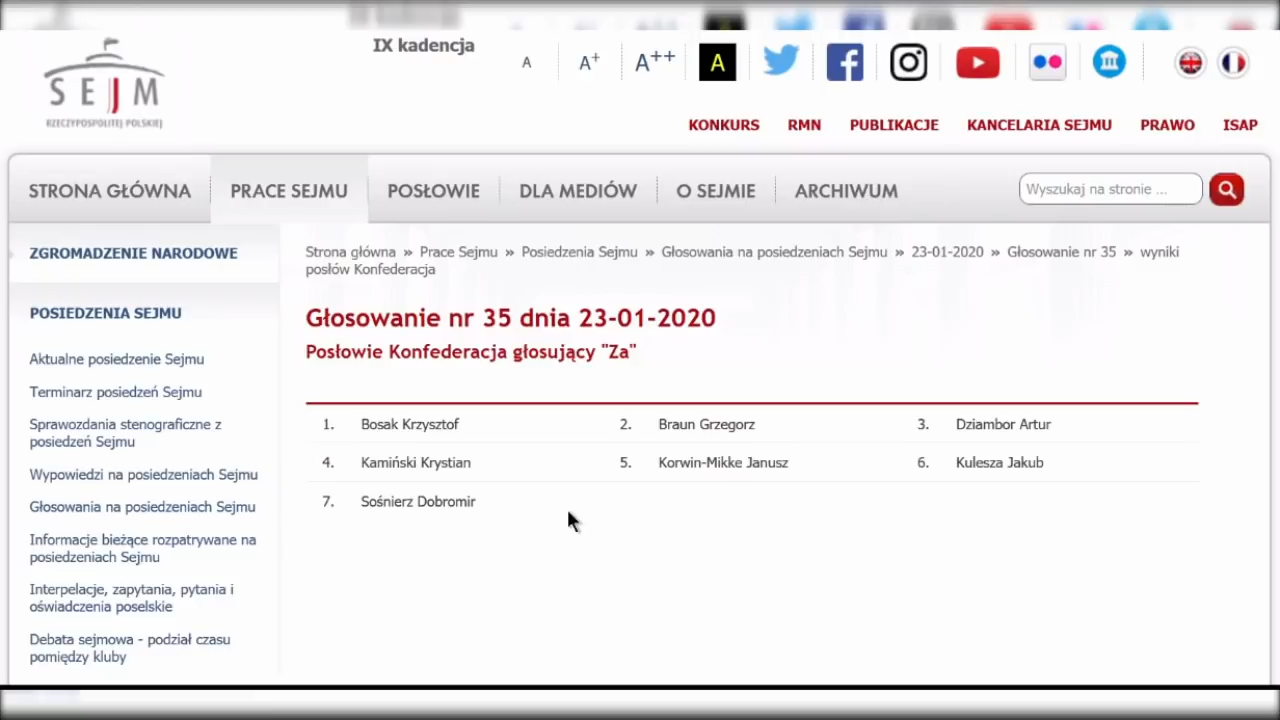 IX kadencja
A
A+
A++
A
SEJM
RZECZYPOSPOLITEJ POLSKIEJ
KONKURS
RMN
PUBLIKACJE
KANCELARIA SEJMU
PRAWO
ISAP
STRONA GŁÓWNA
PRACE SEJMU
POSŁOWIE
DLA MEDIÓW
O SEJMIE
ARCHIWUM
Wyszukaj na stronie ...
ZGROMADZENIE NARODOWE
POSIEDZENIA SEJMU
Aktualne posiedzenie Sejmu
Terminarz posiedzeń Sejmu
Sprawozdania stenograficzne z
posiedzeń Sejmu
Wypowiedzi na posiedzeniach Sejmu
Głosowania na posiedzeniach Sejmu
Informacje bieżące rozpatrywane na
posiedzeniach Sejmu
Interpelacje, zapytania, pytania i
oświadczenia poselskie
Debata sejmowa - podział czasu
pomiędzy kluby
Strona główna » Prace Sejmu » Posiedzenia Sejmu » Głosowania na posiedzeniach Sejmu » 23-01-2020 » Głosowanie nr 35 » wyniki
posłów Konfederacja
Głosowanie nr 35 dnia 23-01-2020
Posłowie Konfederacja głosujący "Za"
1. Bosak Krzysztof 2. Braun Grzegorz 3. Dziambor Artur
4. Kamiński Krystian 5. Korwin-Mikke Janusz 6. Kulesza Jakub
7. Sośnierz Dobromir